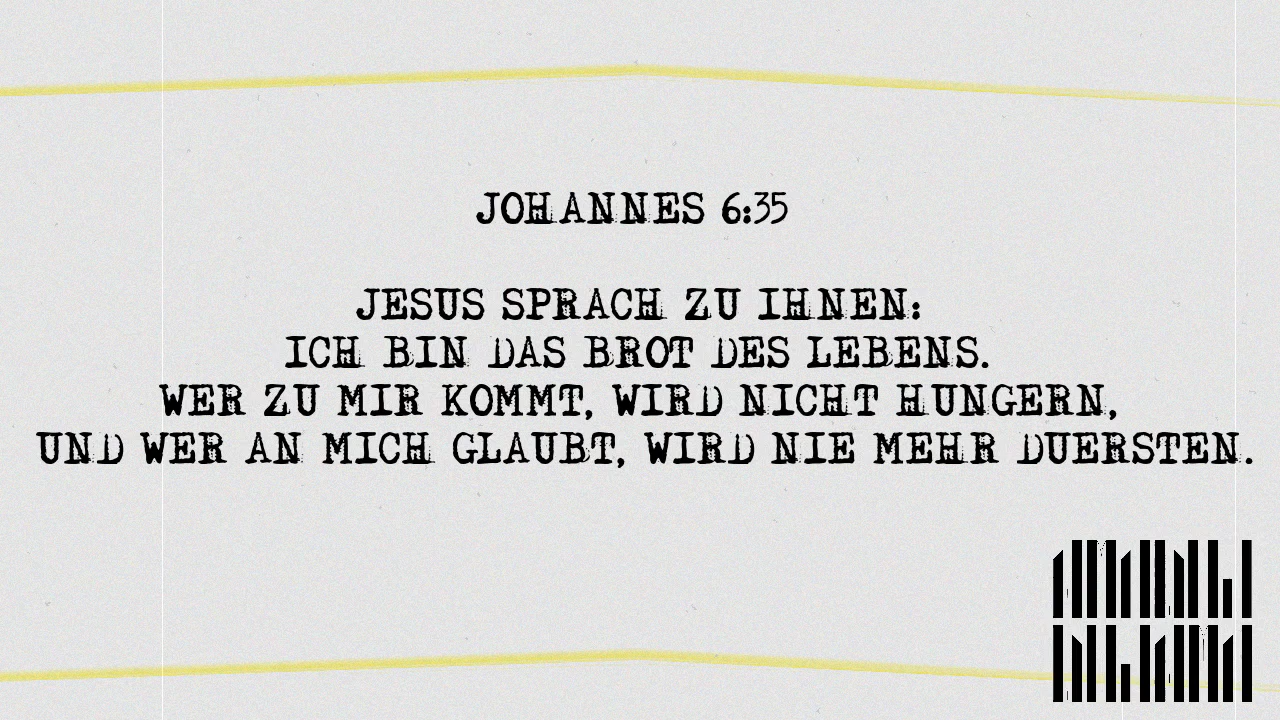 JOHANNES 6:35
JESUS SPRACH ZU IHNEN:
ICH BIN DAS BROT DES LEBENS.
WER ZU MIR KOMMT, WIRD NICHT HUNGERN,
UND WER AN MICH GLAUBT, WIRD NIE MEHR DUERSTEN.